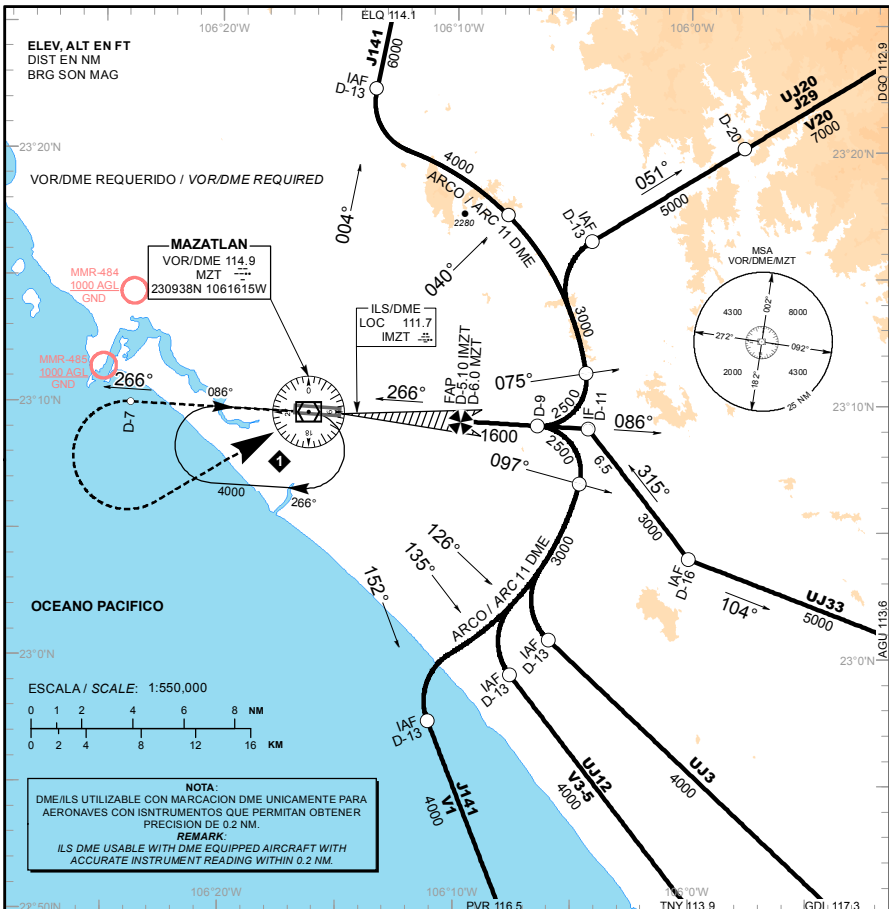 106°20'W
ELQ 114.1
106°10'W
106°0'W
ELEV, ALT EN FT
DIST EN NM
BRG SON MAG
J141
6000
IAF
D-13
DGO 112.9
UJ20
J29
V20
7000
D-20
23°20'N
23°20'N
4000
ARCO / ARC 11 DME
VOR/DME REQUERIDO / VOR/DME REQUIRED
004°
051°
5000
2280
IAF
D-13
040°
MAZATLAN
VOR/DME 114.9
MZT
230938N 1061615W
MSA
VOR/DME/MZT
002°
4300
8000
272°
092°
2000
4300
182°
25 NM
MMR-484
1000 AGL
GND
ILS/DME
LOC 111.7
IMZT
3000
MMR-485
1000 AGL
GND
266°
086°
266°
FAP
D-5.10 IMZT
D-6.0 MZT
075°
2500
D-9
IF
D-11
086°
23°10'N
23°10'N
D-7
0
18
1600
2500
6.5
1
097°
315°
4000
266°
3000
126°
135°
152°
3000
ARCO / ARC 11 DME
IAF
D-16
104°
UJ33
5000
AGU 113.6
OCEANO PACIFICO
23°0'N
23°0'N
IAF
D-13
IAF
D-13
IAF
D-13
ESCALA / SCALE: 1:550,000
0 1 2 4 6 8 NM
0 2 4 8 12 16 KM
J141
V1
4000
UJ12
V3-5
4000
UJ3
4000
NOTA:
DME/ILS UTILIZABLE CON MARCACION DME UNICAMENTE PARA
AERONAVES CON ISNTRUMENTOS QUE PERMITAN OBTENER
PRECISION DE 0.2 NM.
REMARK:
ILS DME USABLE WITH DME EQUIPPED AIRCRAFT WITH
ACCURATE INSTRUMENT READING WITHIN 0.2 NM.
22°50'N
106°20'W
106°10'W
106°0'W
PVR 116.5
TNY 113.9
GDL 117.3